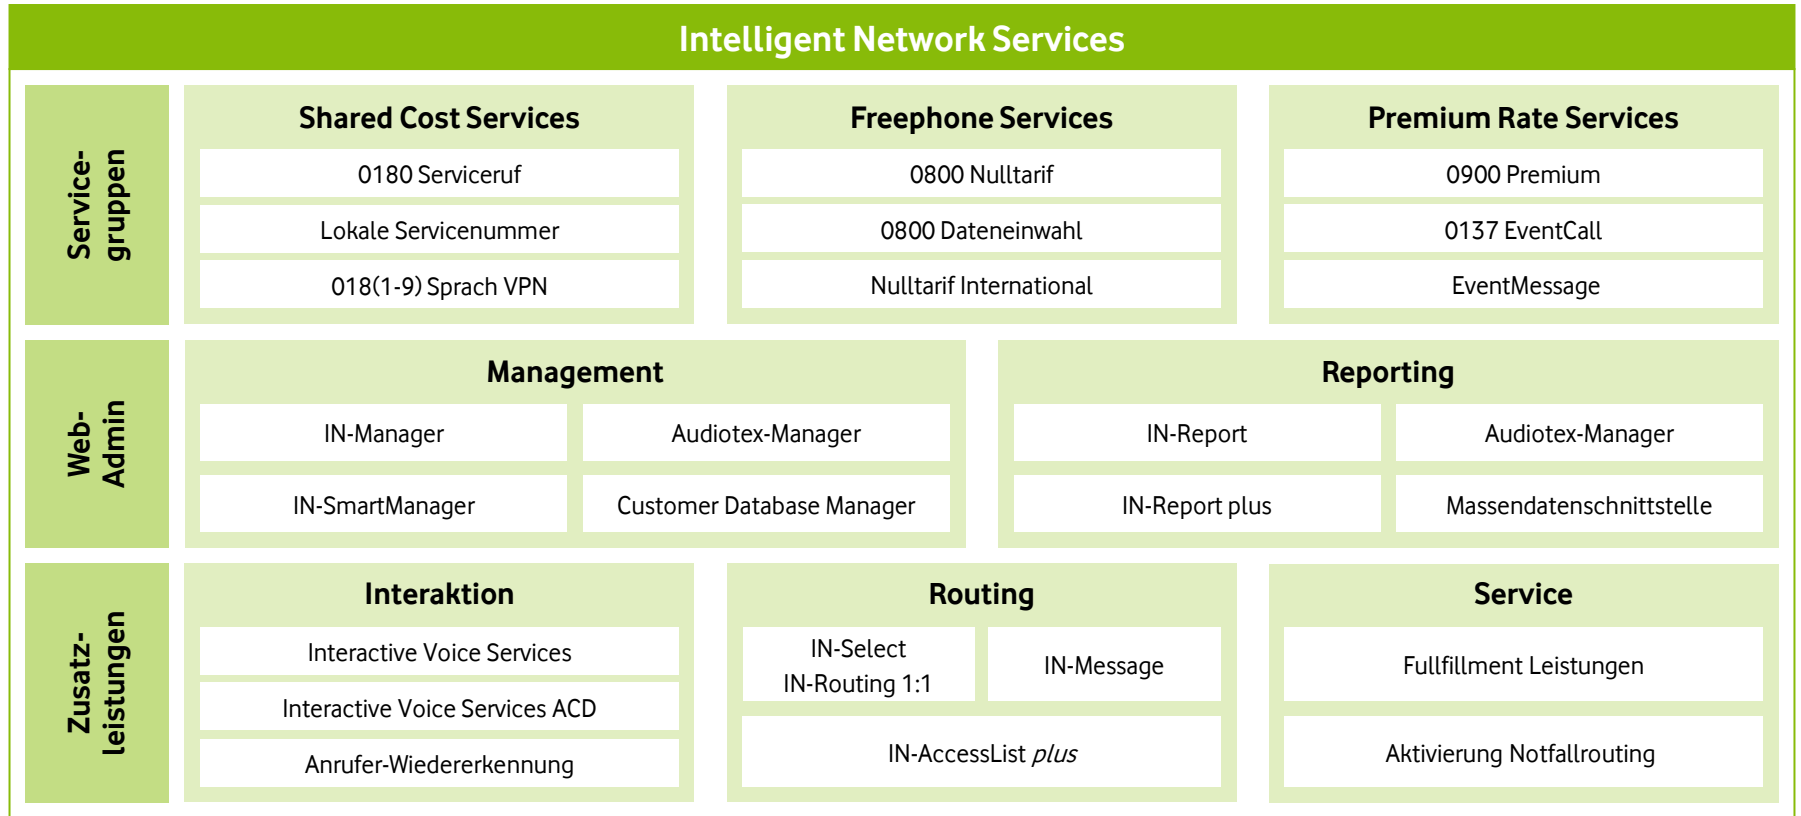 Intelligent Network Services
Service-
gruppen
Shared Cost Services
0180 Serviceruf
Lokale Servicenummer
018(1-9) Sprach VPN
Freephone Services
0800 Nulltarif
0800 Dateneinwahl
Nulltarif International
Premium Rate Services
0900 Premium
0137 EventCall
EventMessage
Web-
Admin
Management
IN-Manager
Audiotex-Manager
IN-SmartManager
Customer Database Manager
Reporting
IN-Report
Audiotex-Manager
IN-Report plus
Massendatenschnittstelle
Zusatz-
leistungen
Interaktion
Interactive Voice Services
Interactive Voice Services ACD
Anrufer-Wiedererkennung
Routing
IN-Select
IN-Routing 1:1
IN-Message
IN-AccessList plus
Service
Fullfillment Leistungen
Aktivierung Notfallrouting